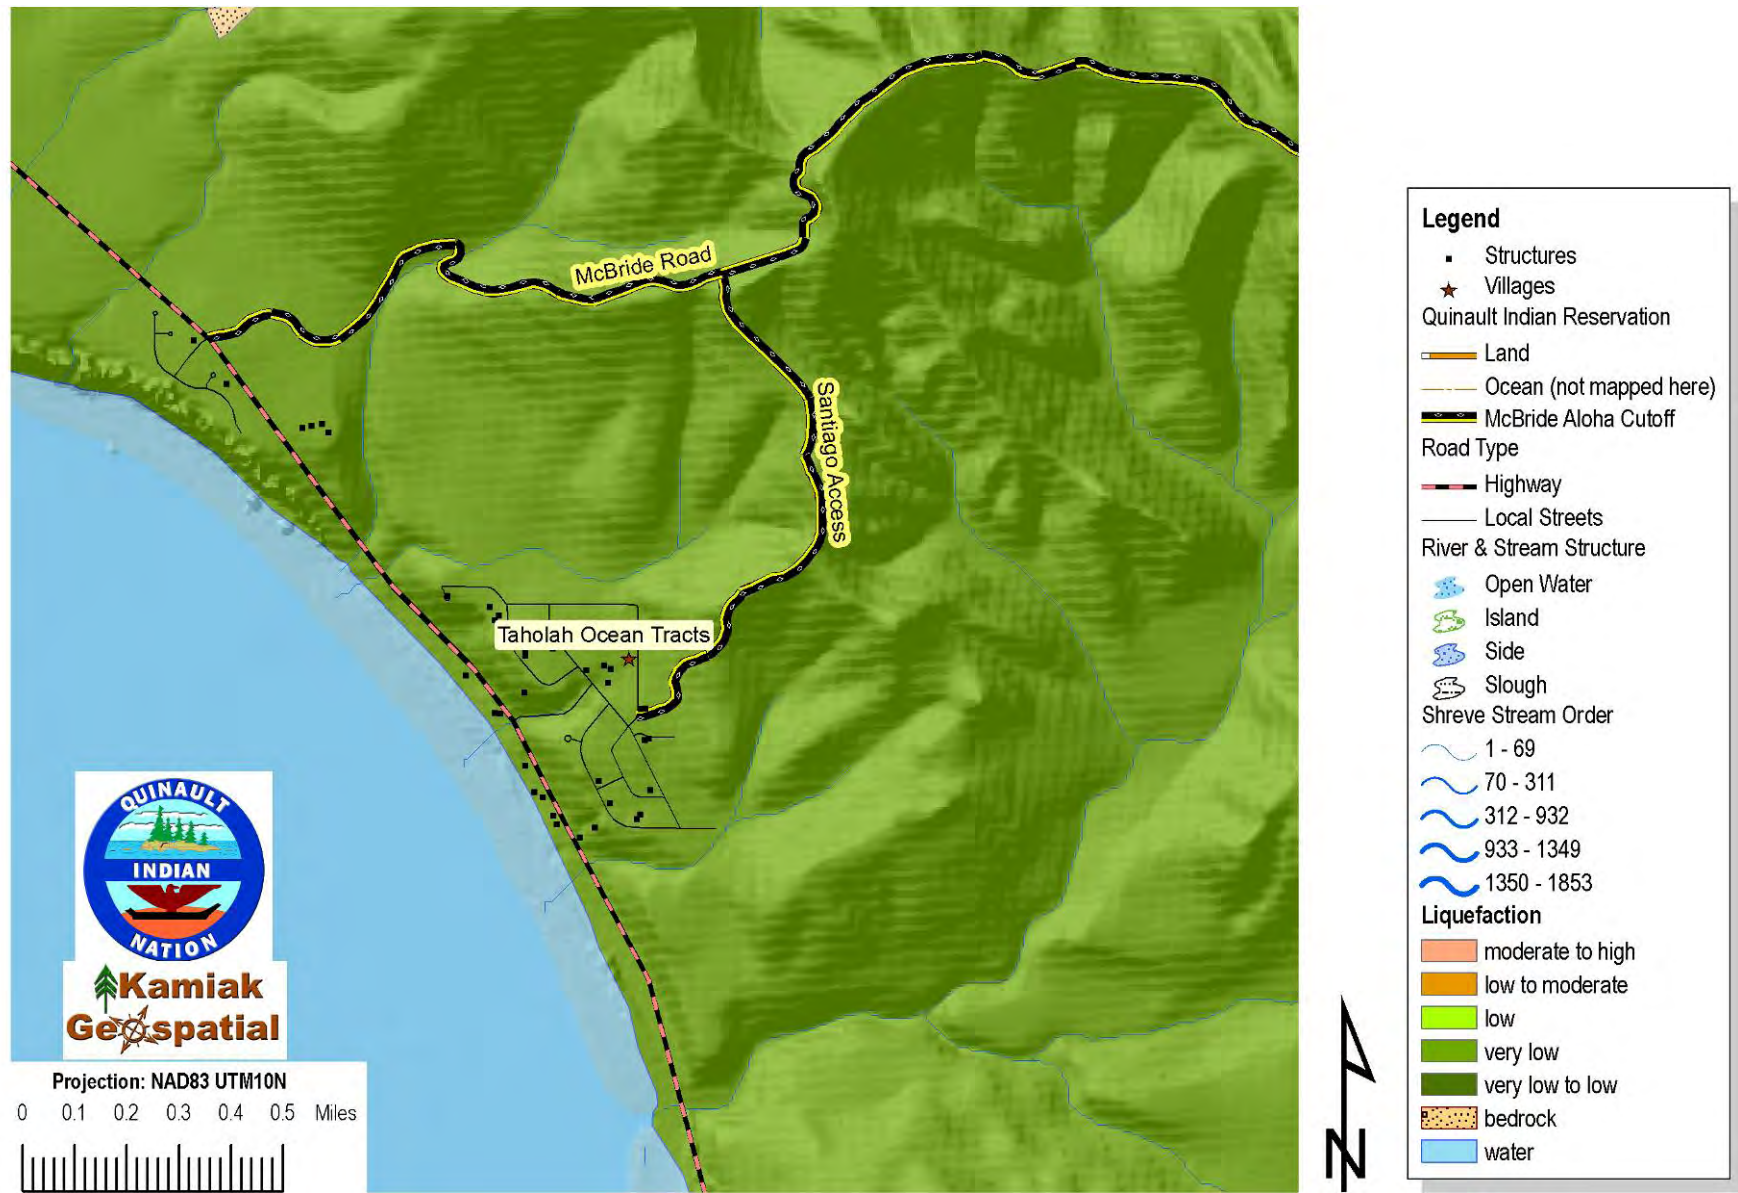 McBride Road
Santiago Access
Taholah Ocean Tracts
QUINAULT
INDIAN
NATION
Kamiak
Geospatial
Projection: NAD83 UTM10N
0 0.1 0.2 0.3 0.4 0.5 Miles
N
Legend
Structures
Villages
Quinault Indian Reservation
Land
Ocean (not mapped here)
McBride Aloha Cutoff
Road Type
Highway
Local Streets
River & Stream Structure
Open Water
Island
Side
Slough
Shreve Stream Order
1 - 69
70 - 311
312 - 932
933 - 1349
1350 - 1853
Liquefaction
moderate to high
low to moderate
low
very low
very low to low
bedrock
water